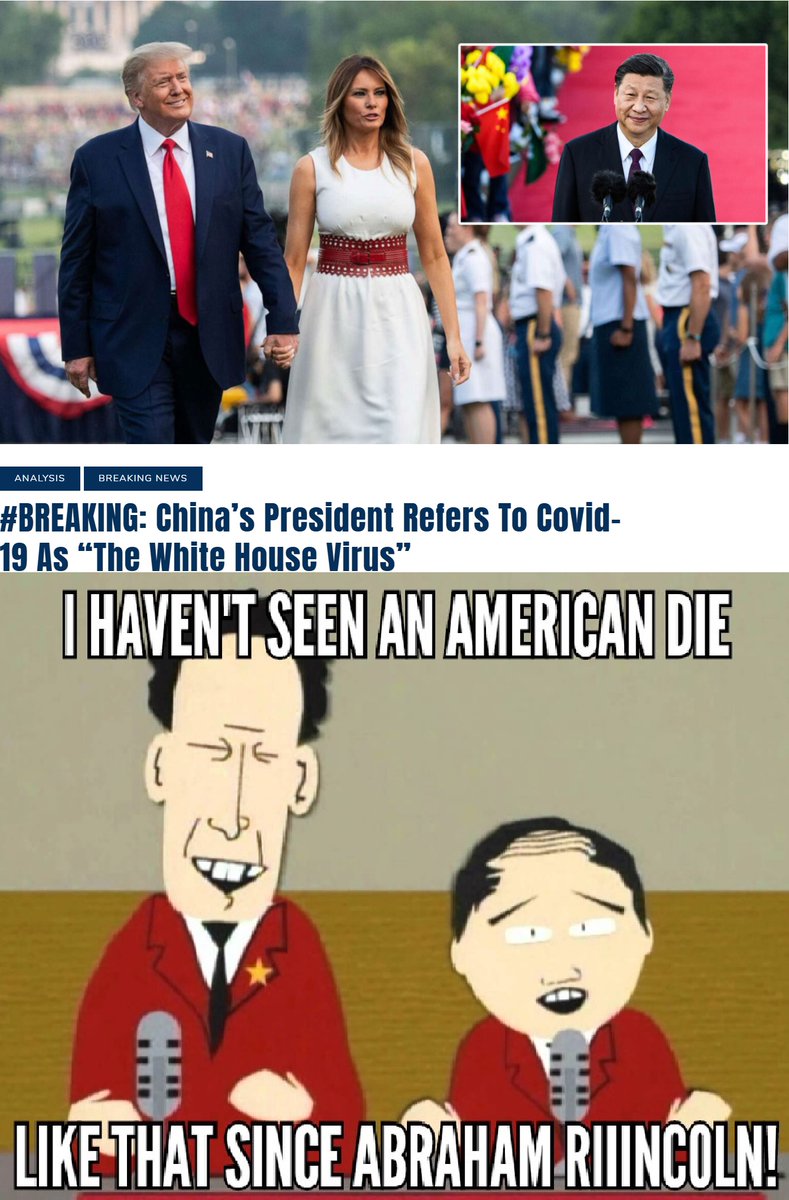 ANALYSIS BREAKING NEWS
#BREAKING: China’s President Refers To Covid-
19 As “The White House Virus”
I HAVEN'T SEEN AN AMERICAN DIE
LIKE THAT SINCE ABRAHAM RIIINCOLN!